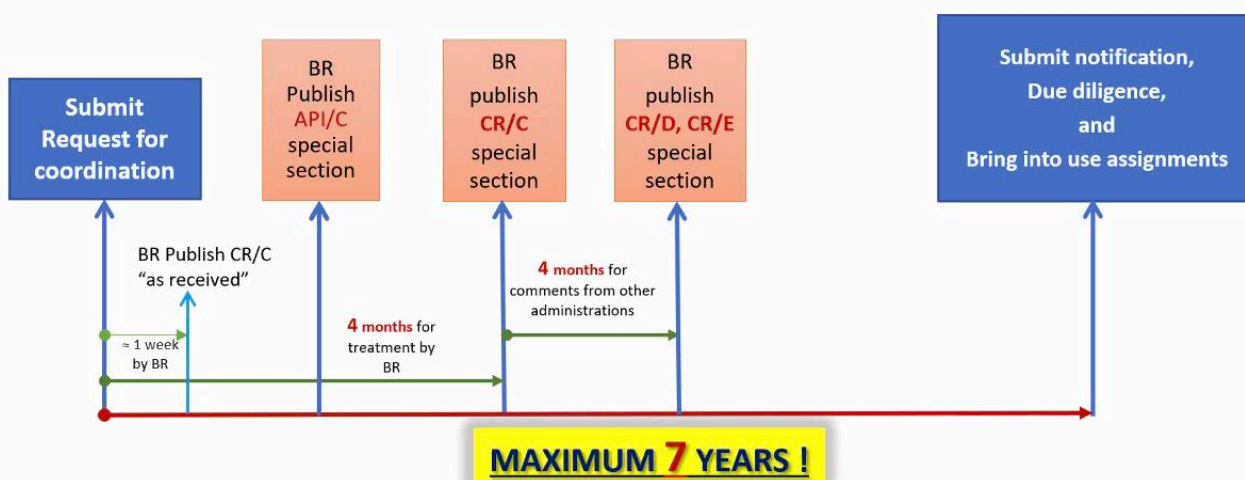 Submit
Request for
coordination
BR
Publish
API/C
special
section
BR
publish
CR/C
special
section
BR
publish
CR/D, CR/E
special
section
Submit notification,
Due diligence,
and
Bring into use assignments
BR Publish CR/C
“as received”
≈ 1 week
by BR
4 months for
treatment by
BR
4 months for
comments from other
administrations
MAXIMUM 7 YEARS !